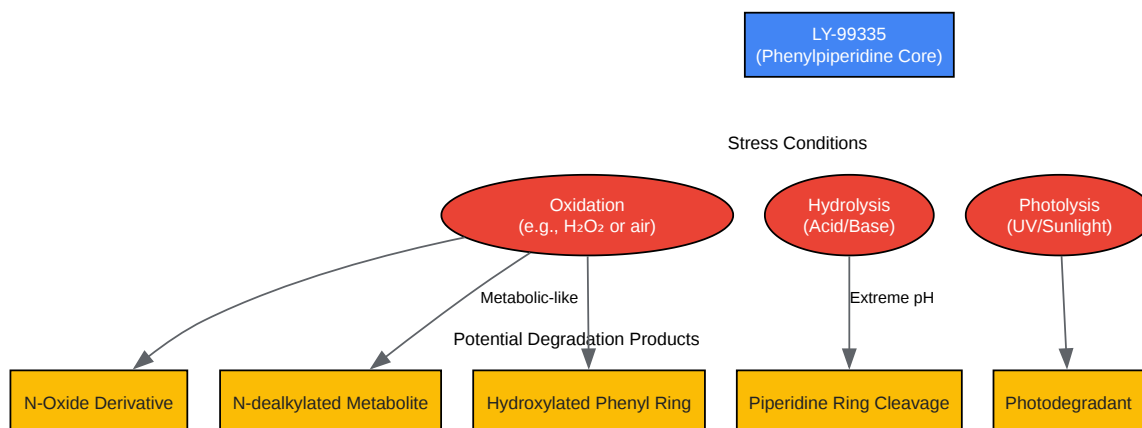 LY-99335
(Phenylpiperidine Core)
Stress Conditions
Oxidation
(e.g., H₂O₂ or air)
Hydrolysis
(Acid/Base)
Photolysis
(UV/Sunlight)
Metabolic-like
Extreme pH
Potential Degradation Products
N-Oxide Derivative
N-dealkylated Metabolite
Hydroxylated Phenyl Ring
Piperidine Ring Cleavage
Photodegradant